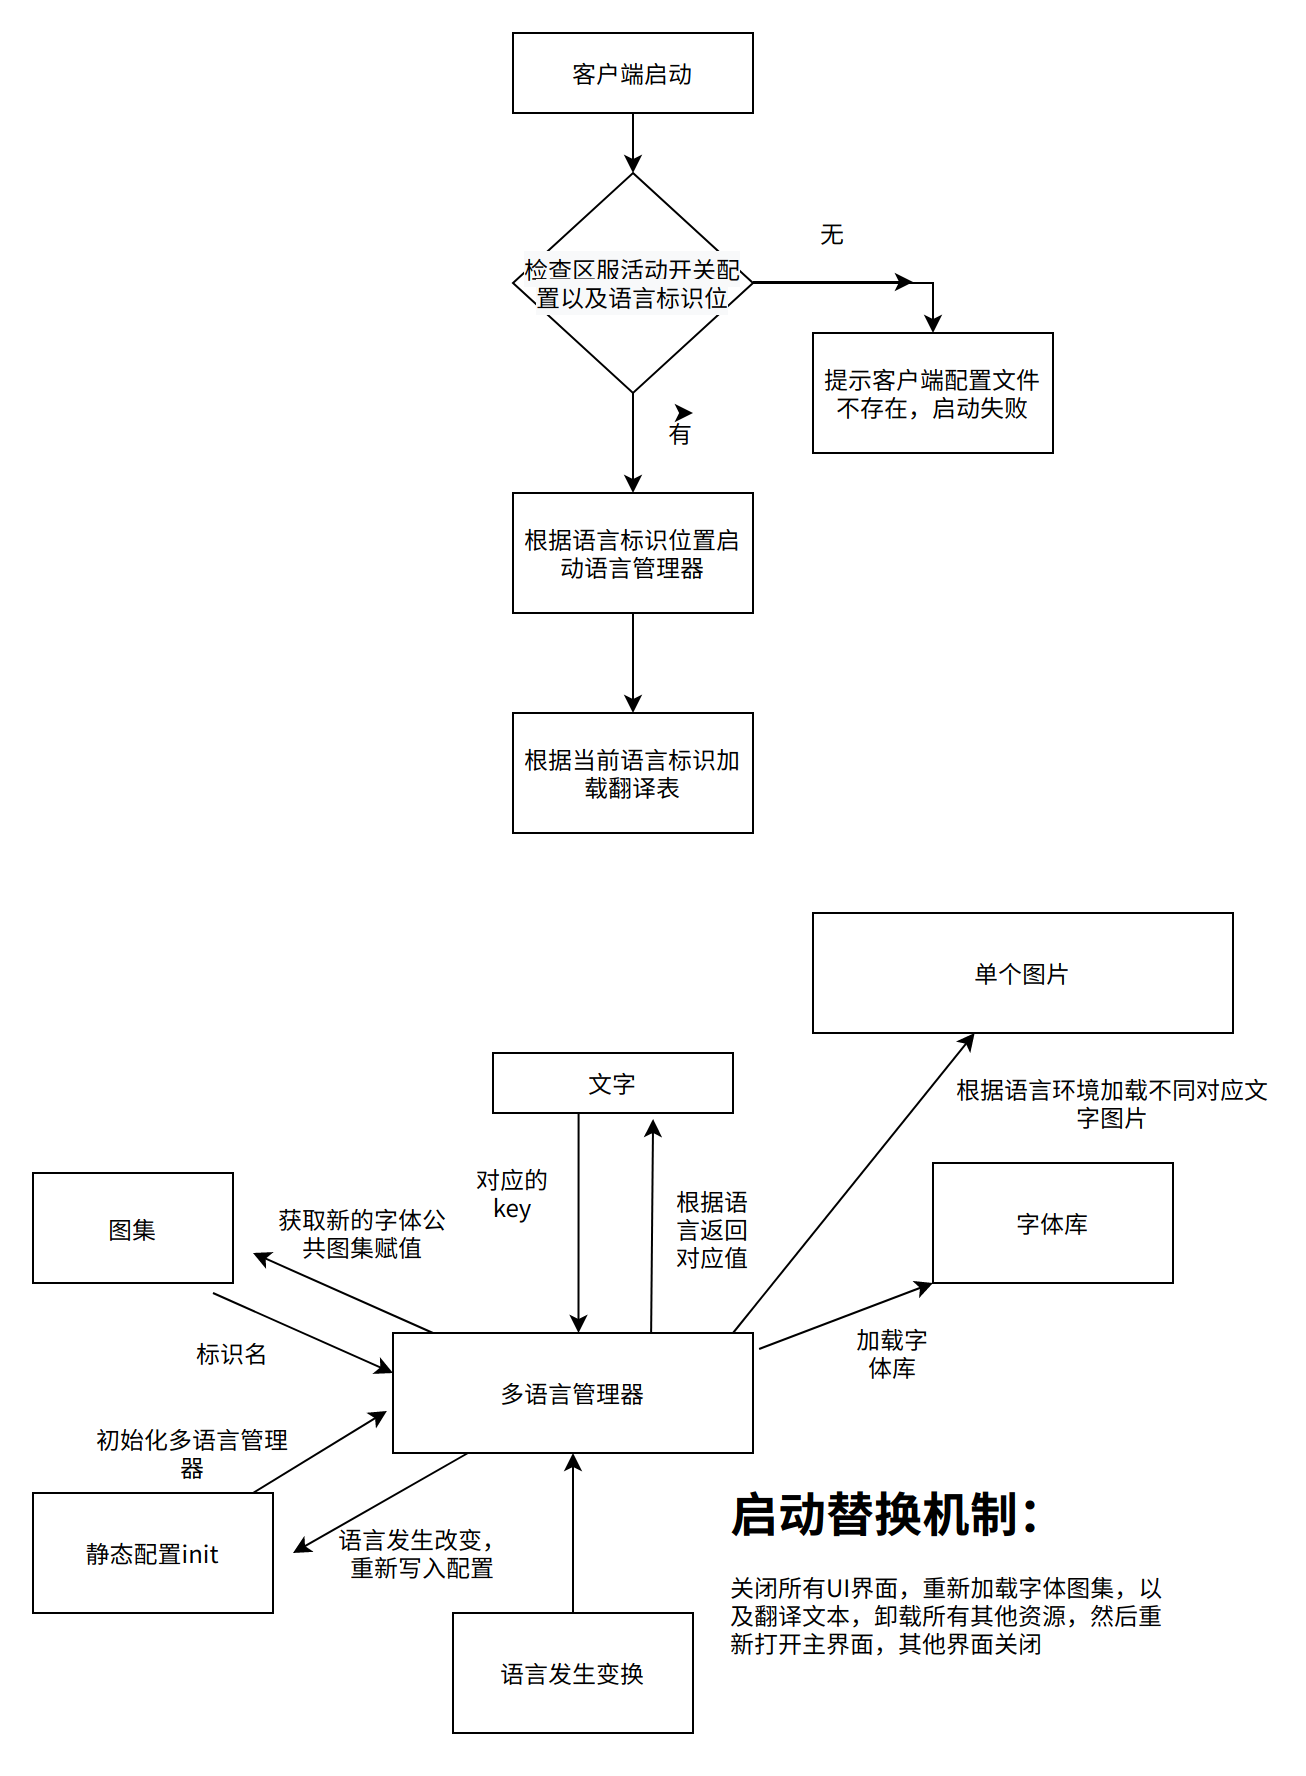 客户端启动
无
检查区服活动开关配
置以及语言标识位
提示客户端配置文件
不存在，启动失败
有
根据语言标识位置启
动语言管理器
根据当前语言标识加
载翻译表
单个图片
文字
根据语言环境加载不同对应文
字图片
对应的
key
根据语
言返回
对应值
图集
获取新的字体公
共图集赋值
字体库
标识名
加载字
体库
多语言管理器
初始化多语言管理
器
静态配置init
语言发生改变，
重新写入配置
启动替换机制：
关闭所有UI界面，重新加载字体图集，以
及翻译文本，卸载所有其他资源，然后重
新打开主界面，其他界面关闭
语言发生变换